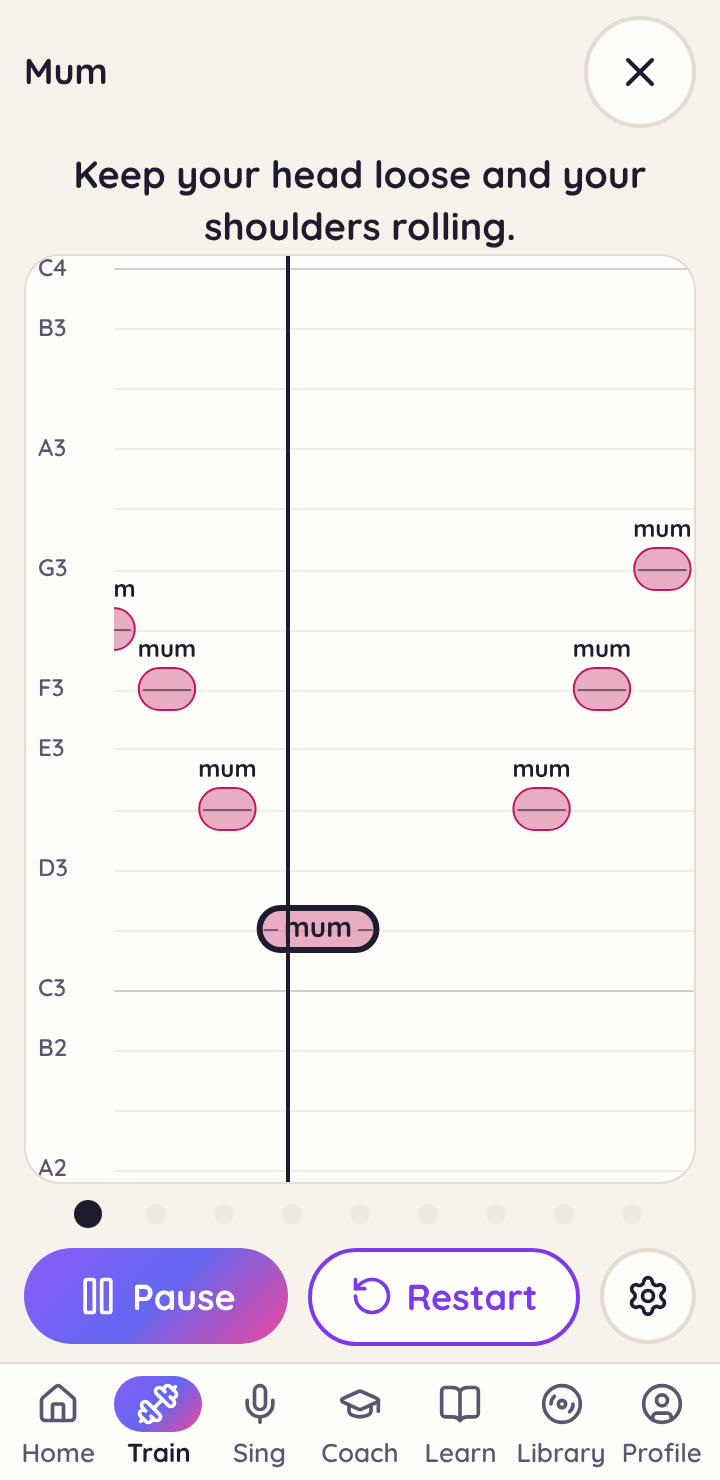 Mum
Keep your head loose and your
shoulders rolling.
C4
B3
A3
mum
G3
m
mum
mum
F3
E3
mum
mum
D3
mum
C3
B2
A2
Pause
Restart
Home
Train
Sing
Coach
Learn
Library
Profile